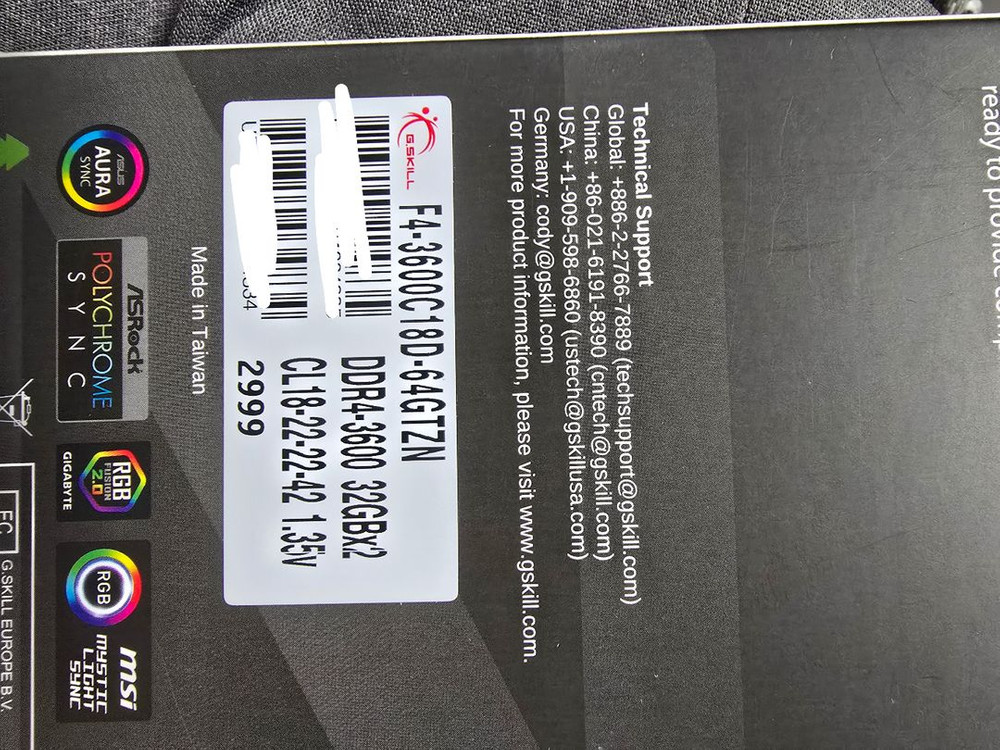 ready to provide
Technical Support
Global: +886-2-2766-7889 (techsupport@gskill.com)
China: +86-021-6191-8390 (cntech@gskill.com)
USA: +1-909-598-6860 (ustech@gskillusa.com)
Germany: cody@gskill.com
For more product information, please visit www.gskill.com.
G.SKILL
F4-3600C18D-64GTZN
DDR4-3600 32GBx2
CL18-22-22-42 1.35V
2999
Made in Taiwan
ASUS
AURA
SYNC
ASRock
POLYCHROME
SYNC
RGB
FUSION
2.0
GIGABYTE
RGB
msi
MYSTIC
LIGHT
SYNC
EC
G.SKILL EUROPE B.V.